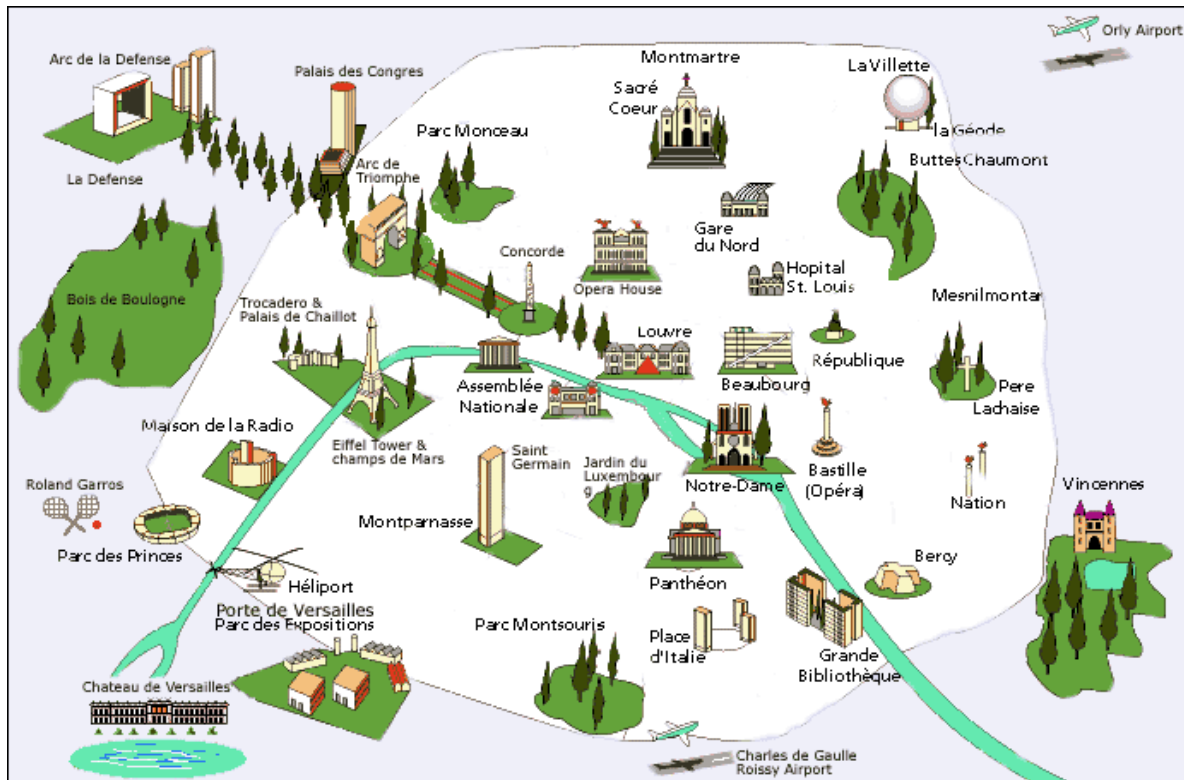 Orly Airport
Arc de la Defense
Montmartre
La Villette
Palais des Congres
Sacré
Coeur
la Géode
Parc Monceau
Buttes Chaumont
Arc de
Triomphe
La Defense
Gare
du Nord
Concorde
Hopital
St. Louis
Opera House
Bois de Boulogne
Mesnilmontar
Trocadero &
Palais de Chaillot
Louvre
République
Assemblée
Nationale
Beaubourg
Pere
Lachaise
Maison de la Radio
Eiffel Tower &
champs de Mars
Saint
Germain
Jardin du
Luxembour
g
Notre-Dame
Bastille
(Opéra)
Roland Garros
Vincennes
Nation
Montparnasse
Parc des Princes
Bercy
Héliport
Panthéon
Porte de Versailles
Parc des Expositions
Parc Montsouris
Place
d'Italie
Grande
Bibliothèque
Chateau de Versailles
Charles de Gaulle
Roissy Airport